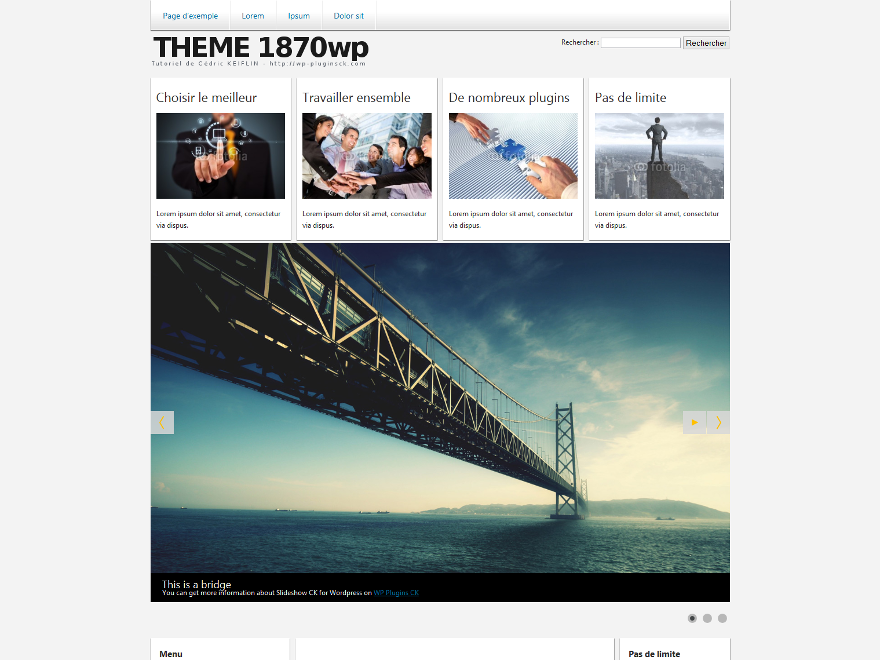 Page d'exemple
Lorem
Ipsum
Dolor sit
THEME 1870wp
Tutoriel de Cédric KEIFLIN - http://wp-pluginsck.com
Rechercher :
Rechercher
Choisir le meilleur
Travailler ensemble
De nombreux plugins
Pas de limite
fotolia
Lorem ipsum dolor sit amet, consectetur
via dispus.
Lorem ipsum dolor sit amet, consectetur
via dispus.
Lorem ipsum dolor sit amet, consectetur
via dispus.
Lorem ipsum dolor sit amet, consectetur
via dispus.
This is a bridge
You can get more information about Slideshow CK for Wordpress on WP Plugins CK
Menu
Pas de limite